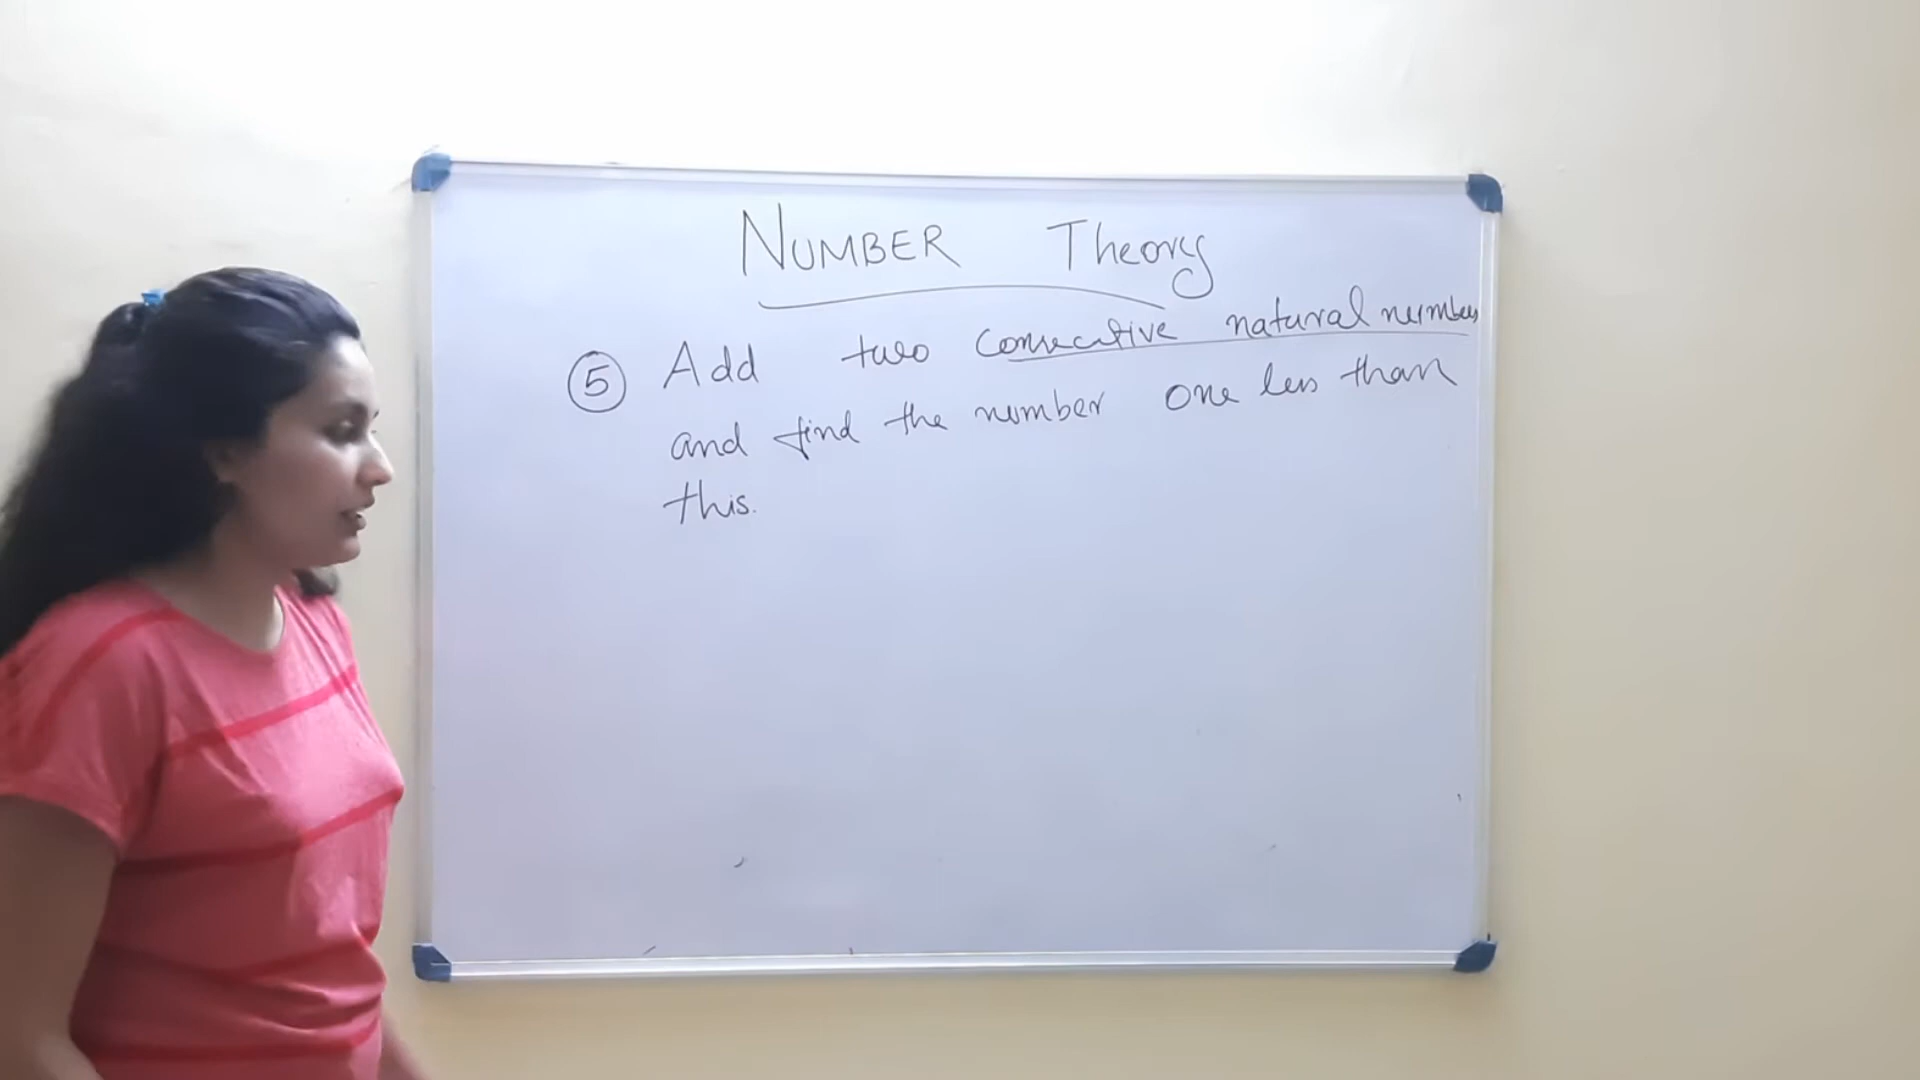 NUMBER Theory
⑤ Add two consecutive natural numbers
and find the number one less than
this.